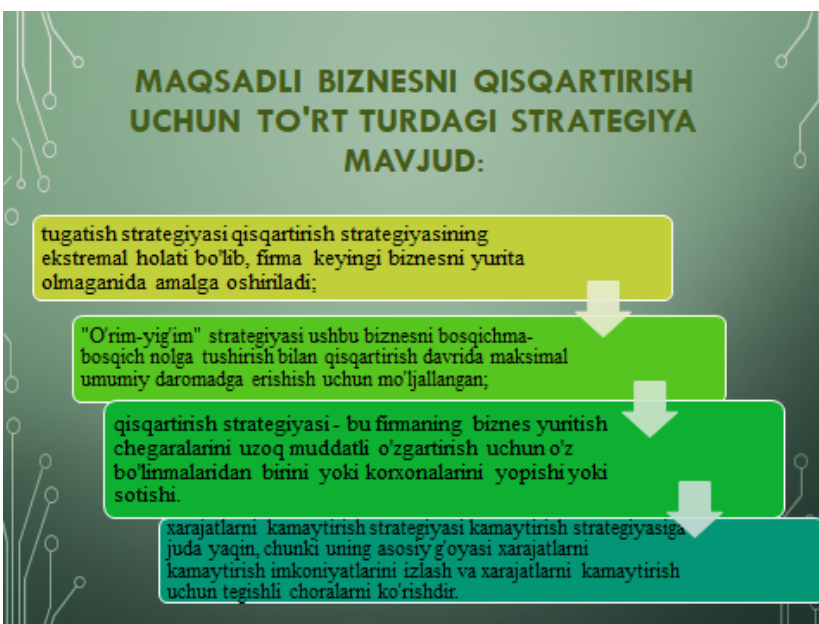 MAQSADLI BIZNESNI QISQARTIRISH
UCHUN TO'RT TURDAGI STRATEGIYA
MAVJUD:
tugatish strategiyasi qisqartirish strategiyasining
ekstremal holati bo'lib, firma keyingi biznesni yurita
olmaganida amalga oshiriladi;
"O'rim-yig'im" strategiyasi ushbu biznesni bosqichma-
bosqich nolga tushirish bilan qisqartirish davrida maksimal
umumiy daromadga erishish uchun mo'ljallangan;
qisqartirish strategiyasi - bu firmaning biznes yuritish
chegaralarini uzoq muddatli o'zgartirish uchun o'z
bo'linmalaridan birini yoki korxonalarini yopishi yoki
sotishi.
xarajatlarni kamaytirish strategiyasi kamaytirish strategiyasiga
juda yaqin, chunki uning asosiy g'oyasi xarajatlarni
kamaytirish imkoniyatlarini izlash va xarajatlarni kamaytirish
uchun tegishli choralarni ko'rishdir.